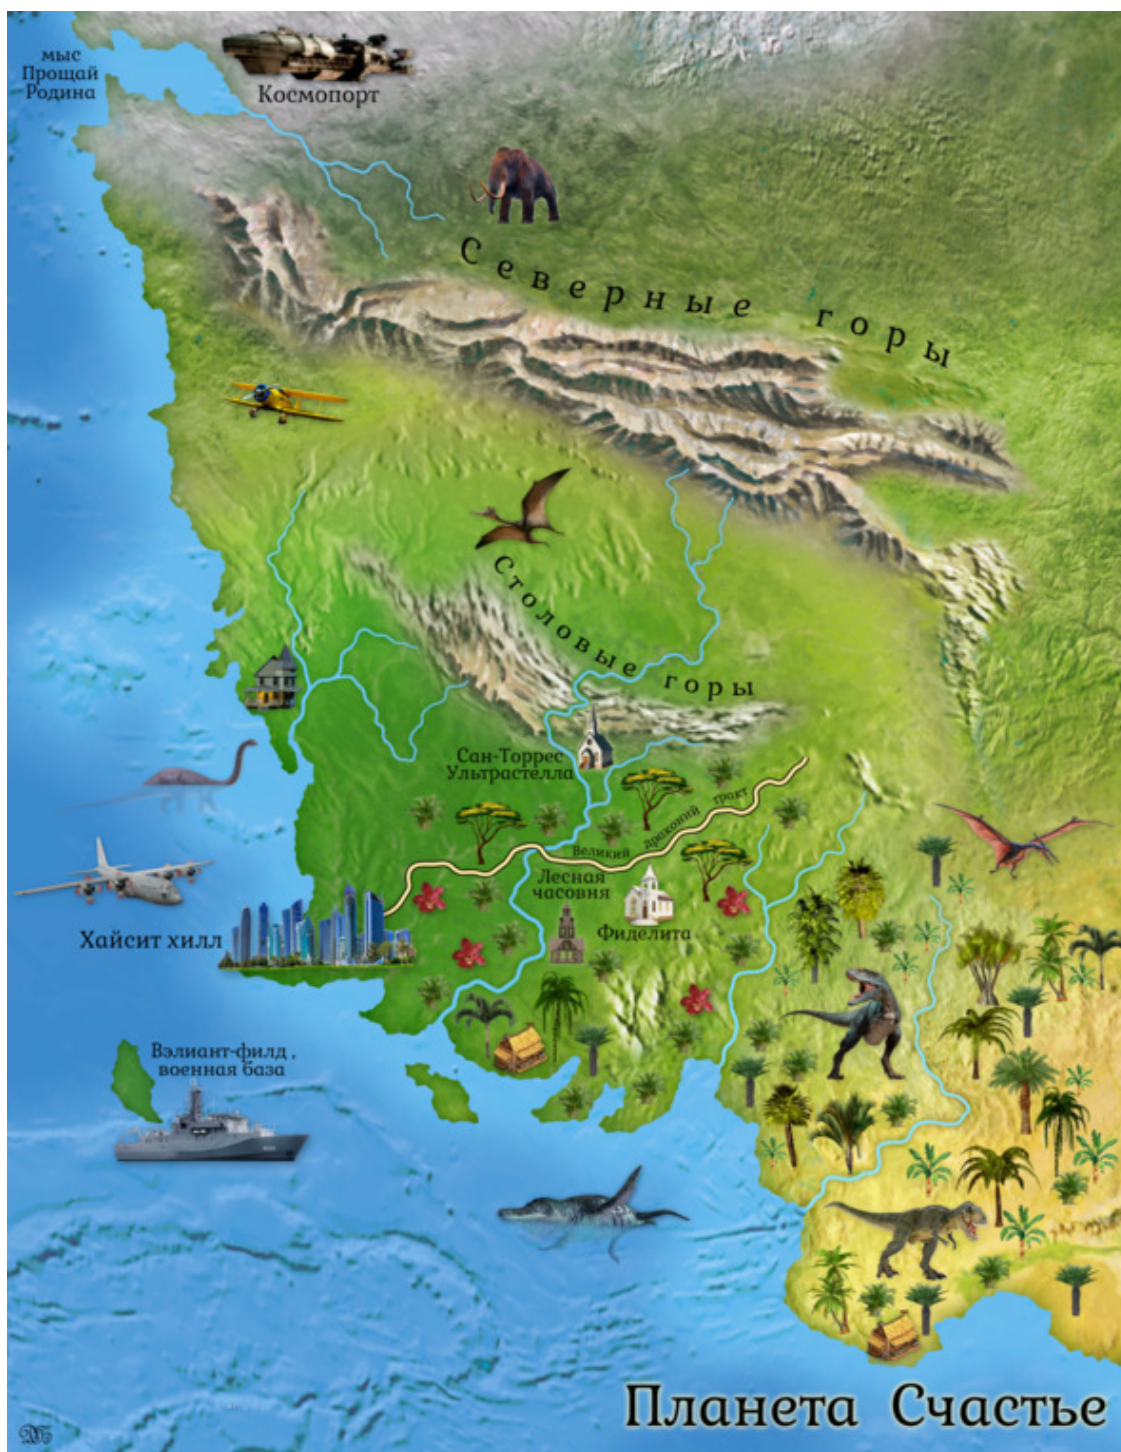 мыс
Прощай
Родина
Космопорт
Северные горы
Столовые горы
Сан-Торрес
Ультрастелла
Великий драконий тракт
Лесная
часовня
Фиделита
Хайсит хилл
Вэлиант-филд ,
военная база
Планета Счастье